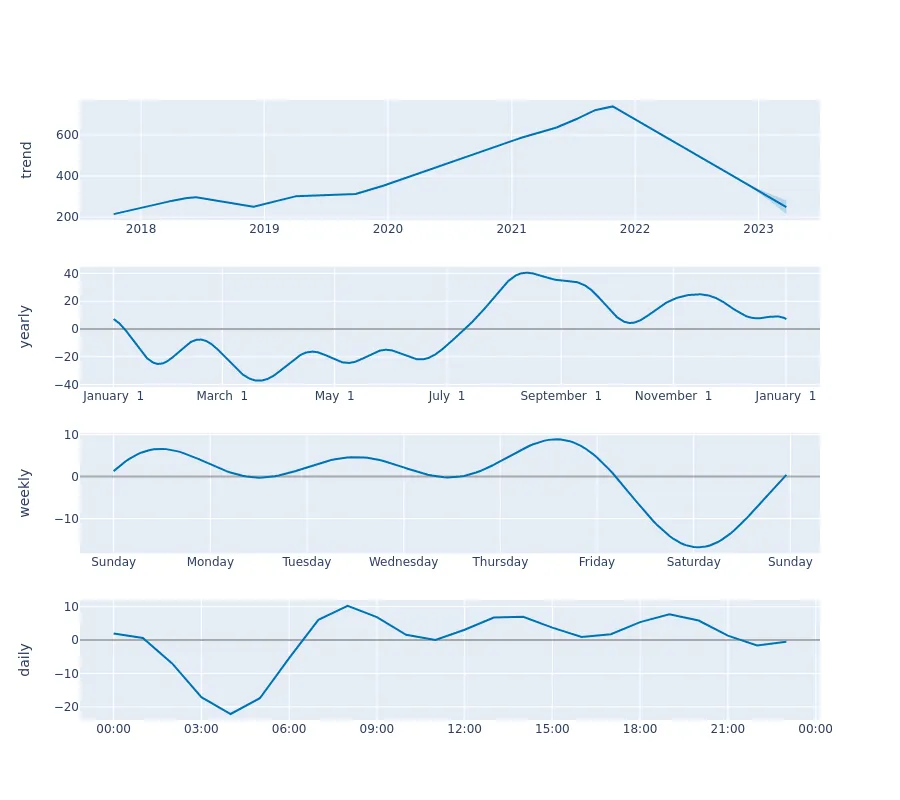 trend
600
400
200
2018 2019 2020 2021 2022 2023
yearly
40
20
0
−20
−40
January 1 March 1 May 1 July 1 September 1 November 1 January 1
weekly
10
0
−10
Sunday Monday Tuesday Wednesday Thursday Friday Saturday Sunday
daily
10
0
−10
−20
00:00 03:00 06:00 09:00 12:00 15:00 18:00 21:00 00:00